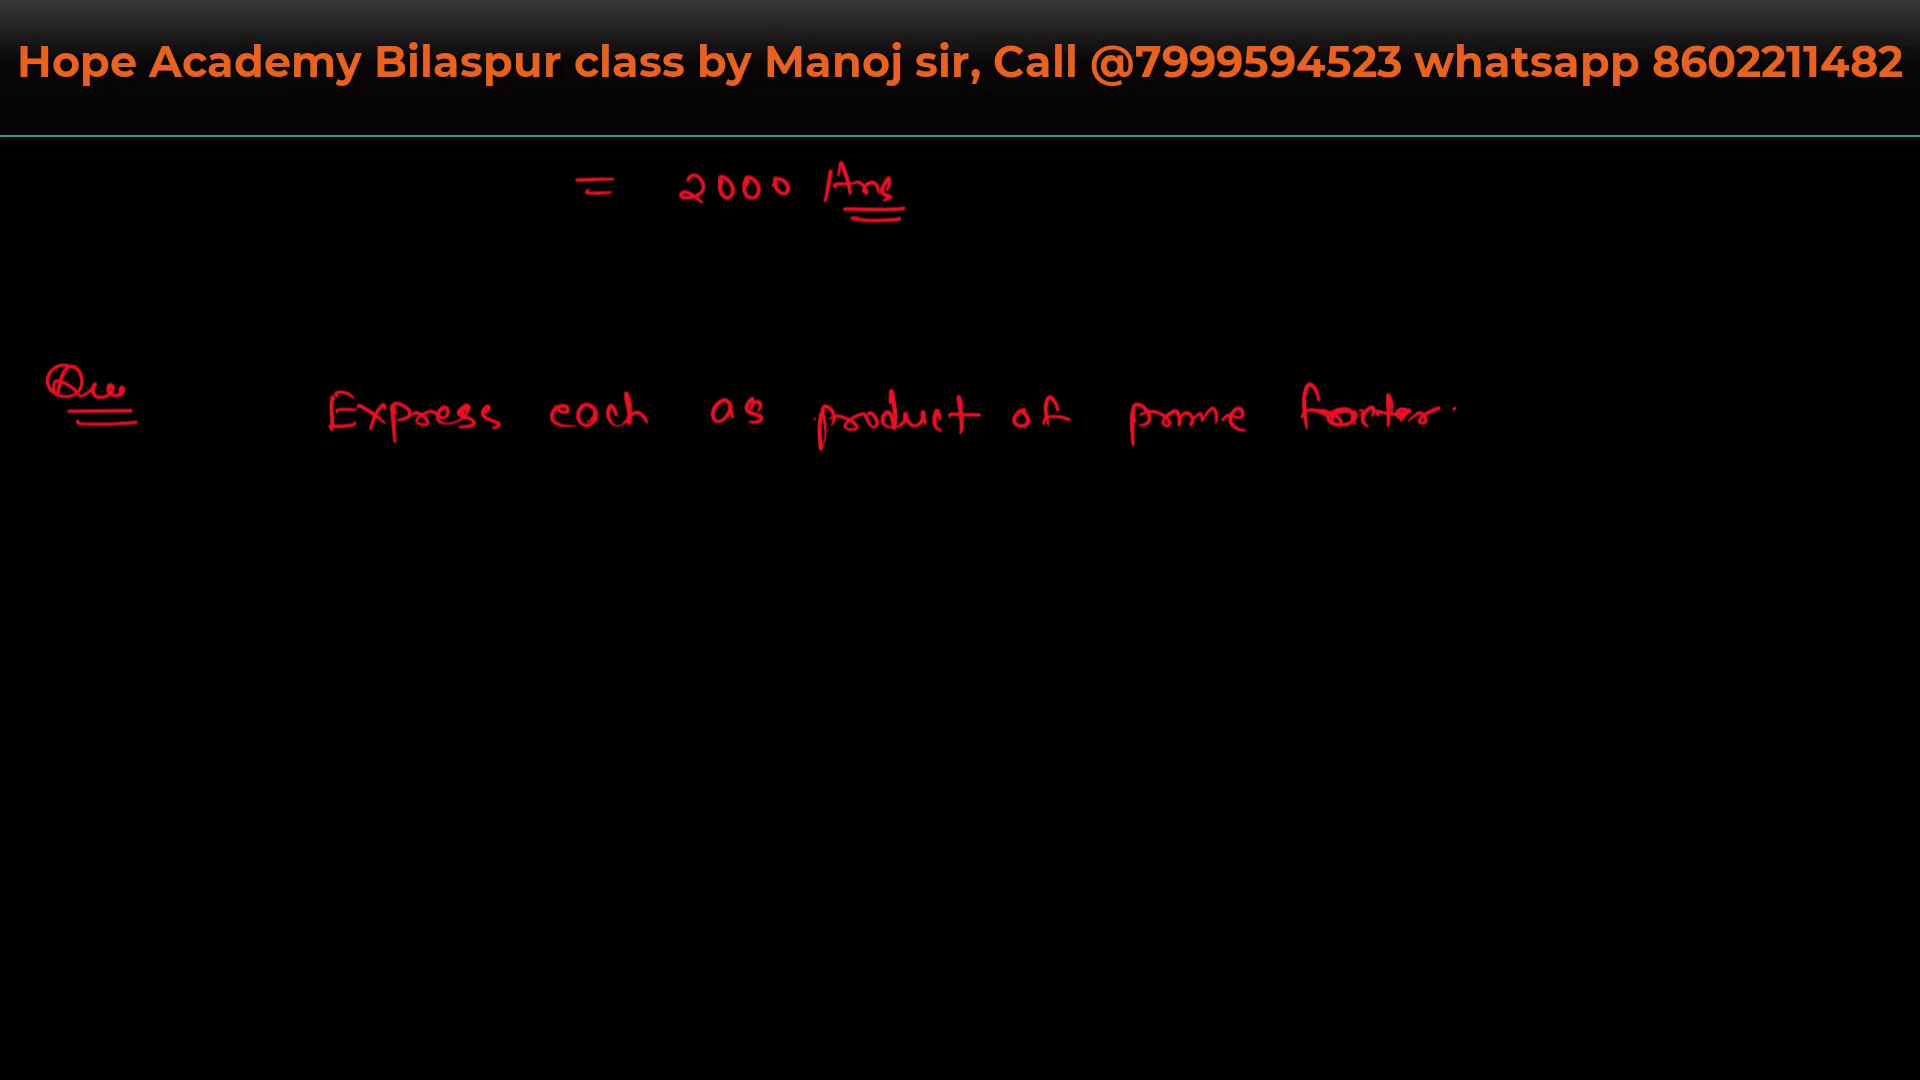 Hope Academy Bilaspur class by Manoj sir, Call @7999594523 whatsapp 8602211482
= 2000 Ans
Que Express each as product of prime factor.